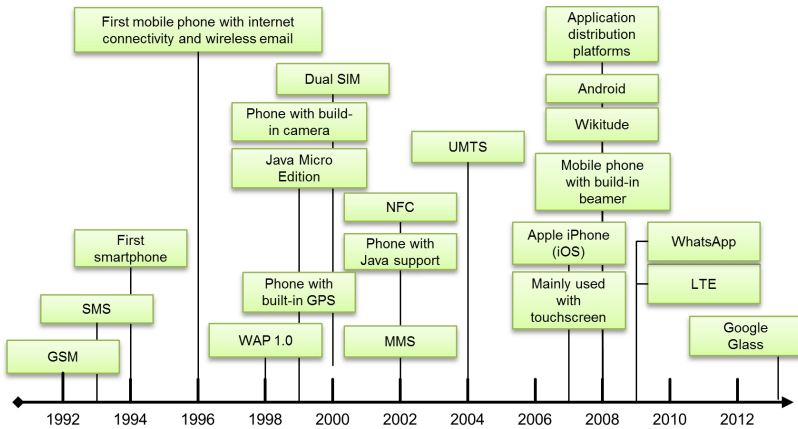 First mobile phone with internet
connectivity and wireless email
Application
distribution
platforms
Dual SIM
Android
Phone with build-
in camera
Wikitude
UMTS
Java Micro
Edition
Mobile phone
with build-in
beamer
NFC
First
smartphone
Phone with
Java support
Apple iPhone
(iOS)
WhatsApp
Phone with
built-in GPS
Mainly used
with
touchscreen
LTE
SMS
WAP 1.0
MMS
Google
Glass
GSM
1992 1994 1996 1998 2000 2002 2004 2006 2008 2010 2012